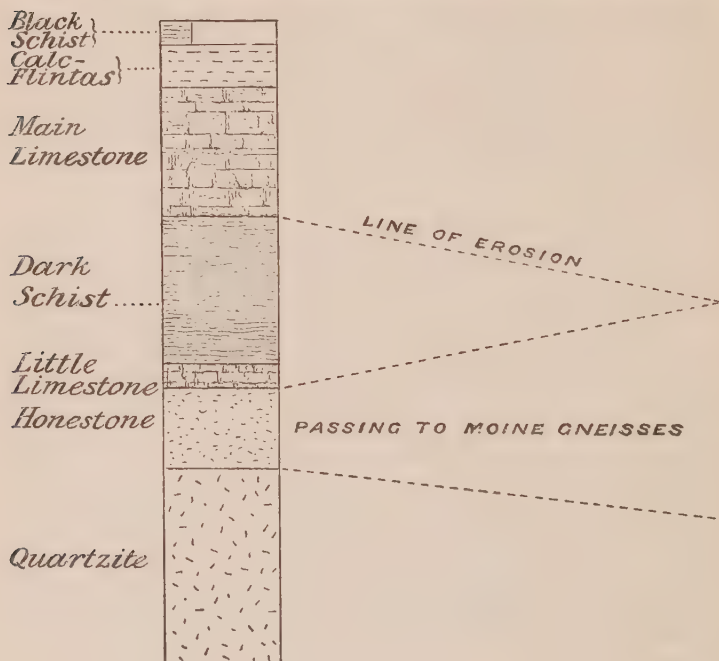 Black
Schist
Calc-
Flintas
Main
Limestone
LINE OF EROSION
Dark
Schist
Little
Limestone
Honestone
PASSING TO MOINE GNEISSES
Quartzite